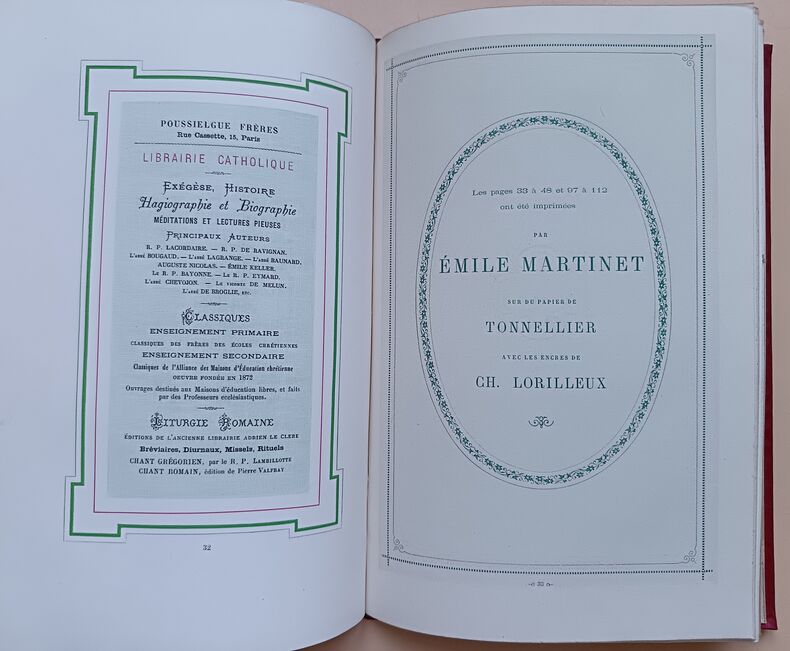 POUSSIELGUE FRÈRES
Rue Cassette, 15, Paris
LIBRAIRIE CATHOLIQUE
EXÉGÈSE, HISTOIRE
Hagiographie et Biographie
MÉDITATIONS ET LECTURES PIEUSES
PRINCIPAUX AUTEURS
R. P. LACORDAIRE. — R. P. DE RAVIGNAN.
L'ABBÉ BOUGAUD. — L'ABBÉ LAGRANGE. — L'ABBÉ BAUNARD.
AUGUSTE NICOLAS. — ÉMILE KELLER.
LE R. P. BAYONNE. — LE R. P. EYMARD.
L'ABBÉ CHEVOJON. — LE VICOMTE DE MELUN.
L'ABBÉ DE BROGLIE, ETC.
CLASSIQUES
ENSEIGNEMENT PRIMAIRE
CLASSIQUES DES FRÈRES DES ÉCOLES CHRÉTIENNES
ENSEIGNEMENT SECONDAIRE
Classiques de l'Alliance des Maisons d'Éducation chrétienne
OEUVRE FONDÉE EN 1872
Ouvrages destinés aux Maisons d'éducation libres, et faits
par des Professeurs ecclésiastiques.
LITURGIE ROMAINE
ÉDITIONS DE L'ANCIENNE LIBRAIRIE ADRIEN LE CLERE
Bréviaires, Diurnaux, Missels, Rituels
CHANT GRÉGORIEN, par le R. P. LAMBILLOTTE
CHANT ROMAIN, édition de Pierre VALFRAY
32
Les pages 33 à 48 et 97 à 112
ont été imprimées
PAR
ÉMILE MARTINET
SUR DU PAPIER DE
TONNELLIER
AVEC LES ENCRES DE
CH. LORILLEUX
33